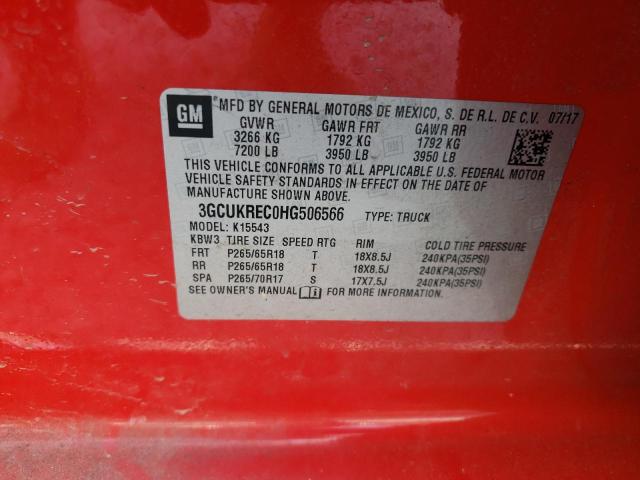 GM MFD BY GENERAL MOTORS DE MEXICO, S. DE R.L. DE C.V. 07/17
GVWR GAWR FRT GAWR RR
3266 KG 1792 KG 1792 KG
7200 LB 3950 LB 3950 LB
THIS VEHICLE CONFORMS TO ALL APPLICABLE U.S. FEDERAL MOTOR
VEHICLE SAFETY STANDARDS IN EFFECT ON THE DATE OF
MANUFACTURE SHOWN ABOVE.
3GCUKREC0HG506566 TYPE: TRUCK
MODEL: K15543
KBW3 TIRE SIZE SPEED RTG RIM COLD TIRE PRESSURE
FRT P265/65R18 T 18X8.5J 240KPA(35PSI)
RR P265/65R18 T 18X8.5J 240KPA(35PSI)
SPA P265/70R17 S 17X7.5J 240KPA(35PSI)
SEE OWNER'S MANUAL FOR MORE INFORMATION.